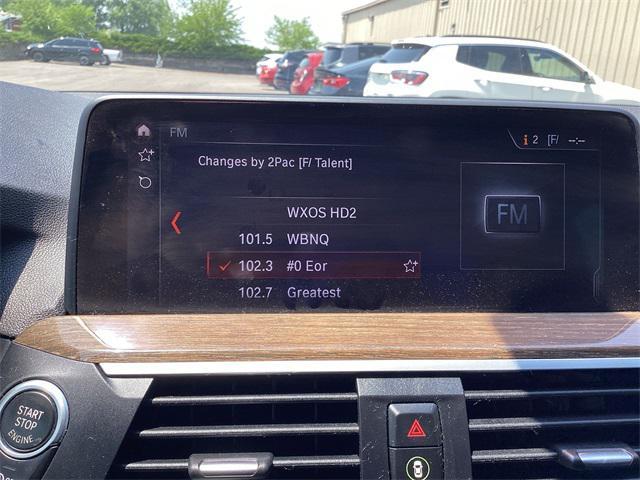 FM
i 2 [F/ --:--
Changes by 2Pac [F/ Talent]
WXOS HD2
FM
101.5 WBNQ
102.3 #0 Eor
102.7 Greatest
START
STOP
ENGINE